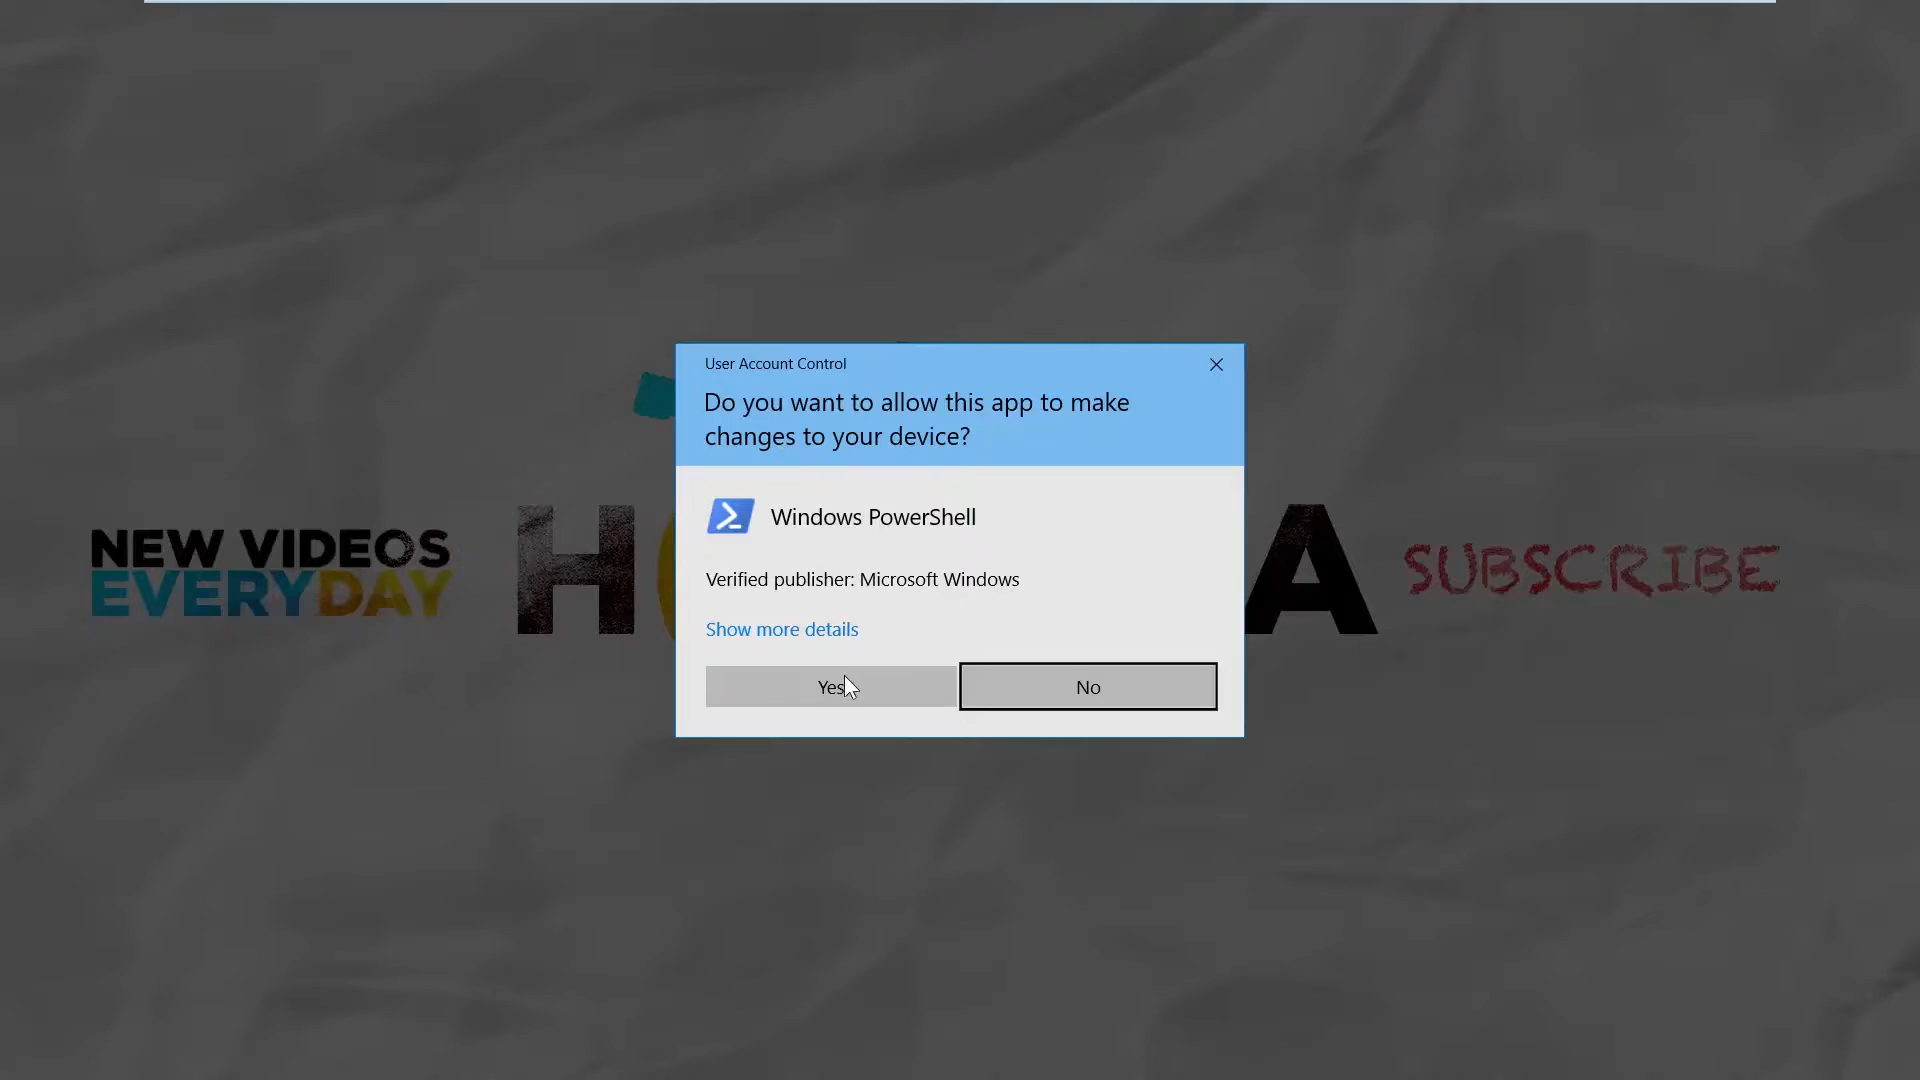 User Account Control
Do you want to allow this app to make
changes to your device?
Windows PowerShell
Verified publisher: Microsoft Windows
Show more details
Yes
No
NEW VIDEOS
EVERYDAY
SUBSCRIBE